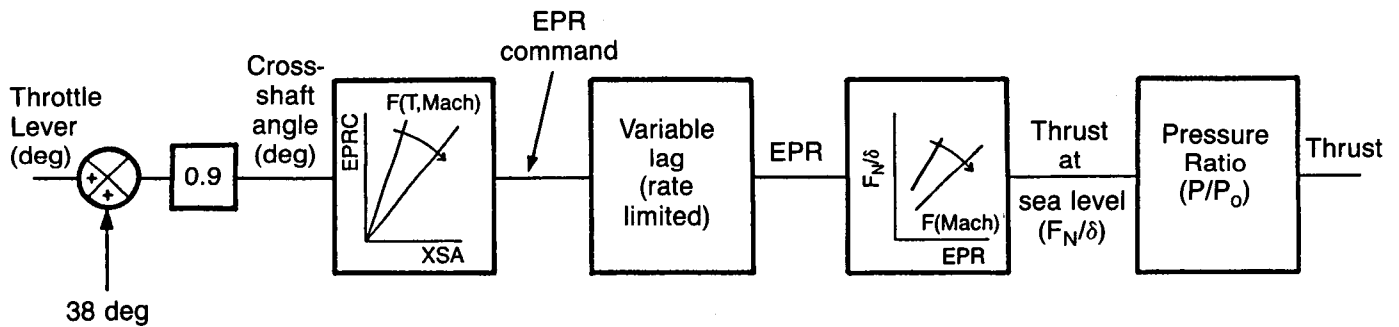 Throttle
Lever
(deg)
+
+
38 deg
0.9
Cross-
shaft
angle
(deg)
EPRC
F(T,Mach)
XSA
EPR
command
Variable
lag
(rate
limited)
EPR
F_N/δ
F(Mach)
EPR
Thrust
at
sea level
(F_N/δ)
Pressure
Ratio
(P/P_o)
Thrust